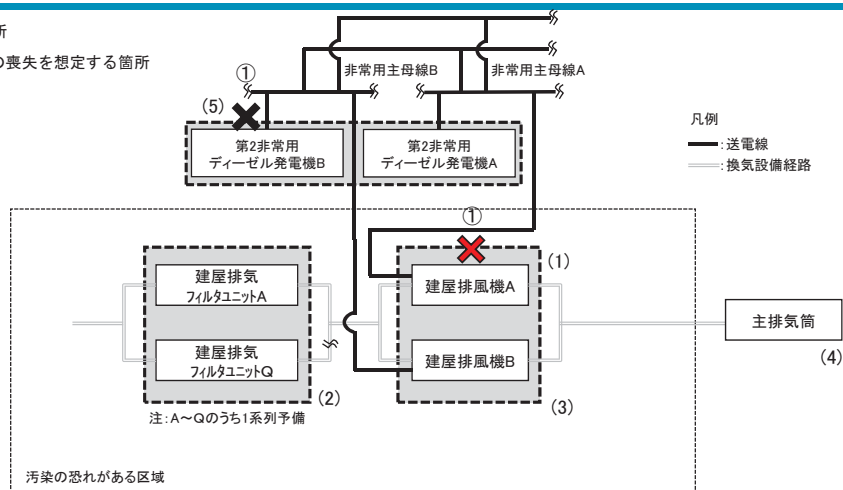 所
の喪失を想定する箇所
①
非常用主母線B
非常用主母線A
(5)
第2非常用
ディーゼル発電機B
第2非常用
ディーゼル発電機A
凡例
:送電線
:換気設備経路
①
(1)
建屋排気
フィルタユニットA
建屋排風機A
主排気筒
(4)
建屋排気
フィルタユニットQ
建屋排風機B
(2)
(3)
注:A~Qのうち1系列予備
汚染の恐れがある区域